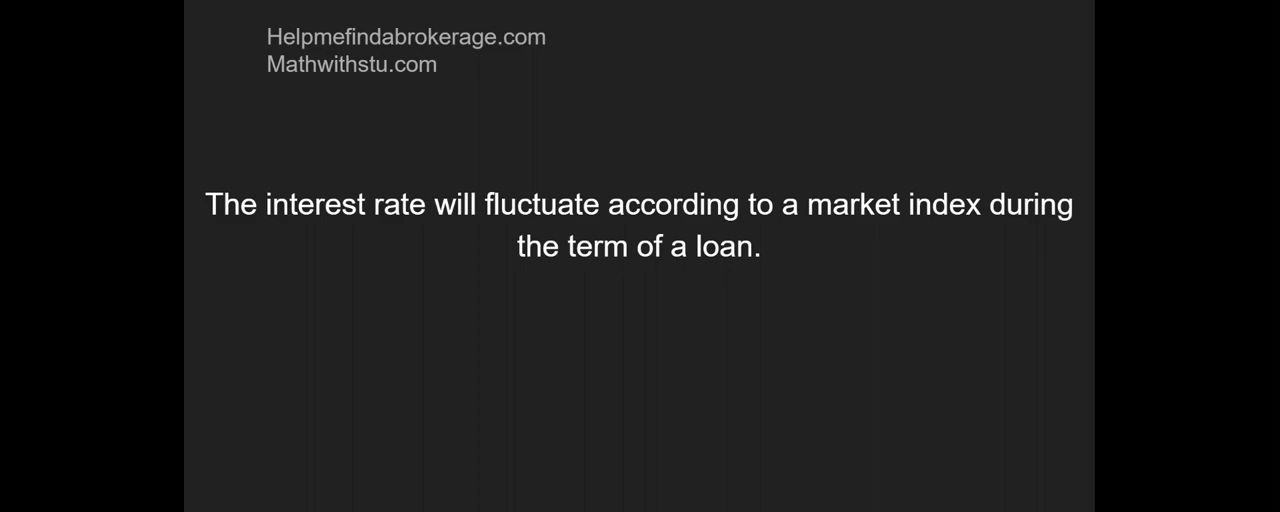 Helpmefindabrokerage.com
Mathwithstu.com
The interest rate will fluctuate according to a market index during
the term of a loan.